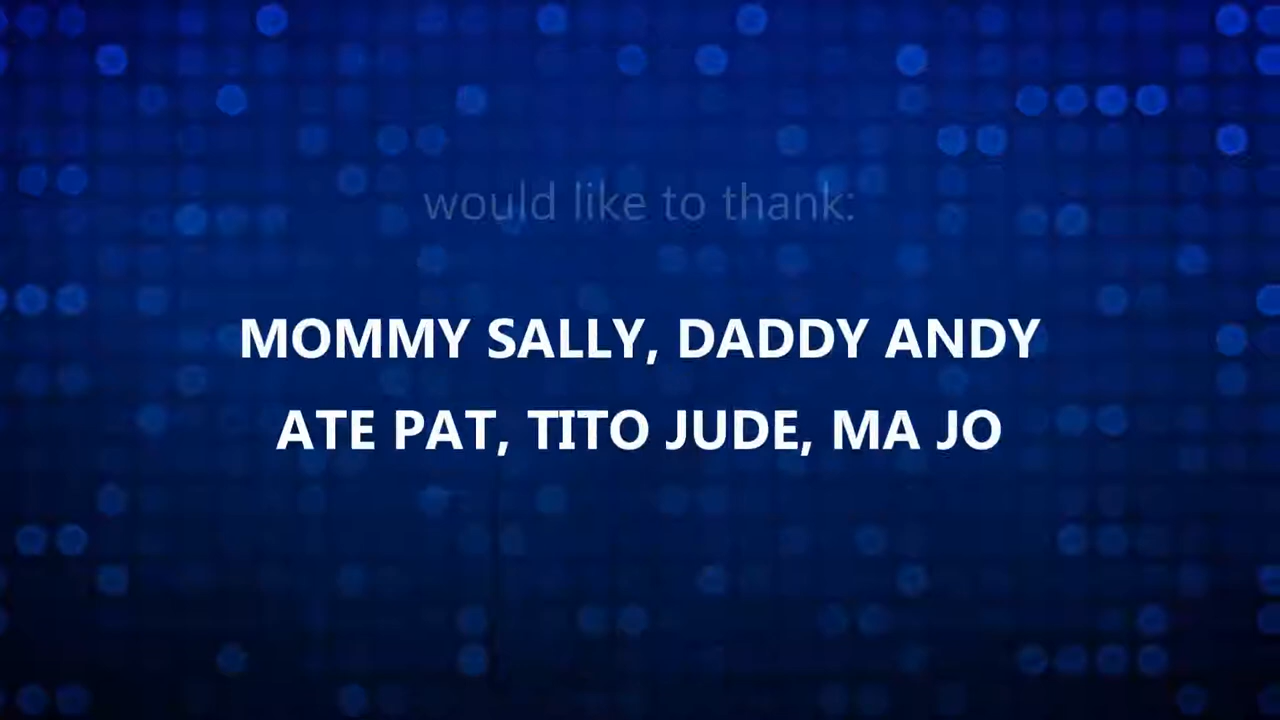 would like to thank:
MOMMY SALLY, DADDY ANDY
ATE PAT, TITO JUDE, MA JO